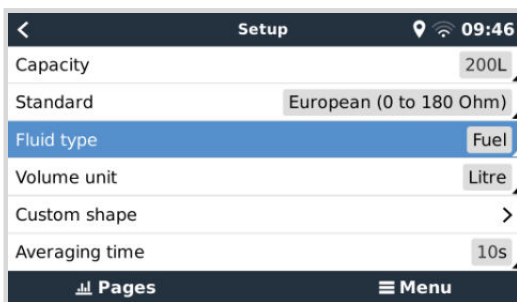 Setup 09:46
Capacity 200L
Standard European (0 to 180 Ohm)
Fluid type Fuel
Volume unit Litre
Custom shape
Averaging time 10s
Pages Menu